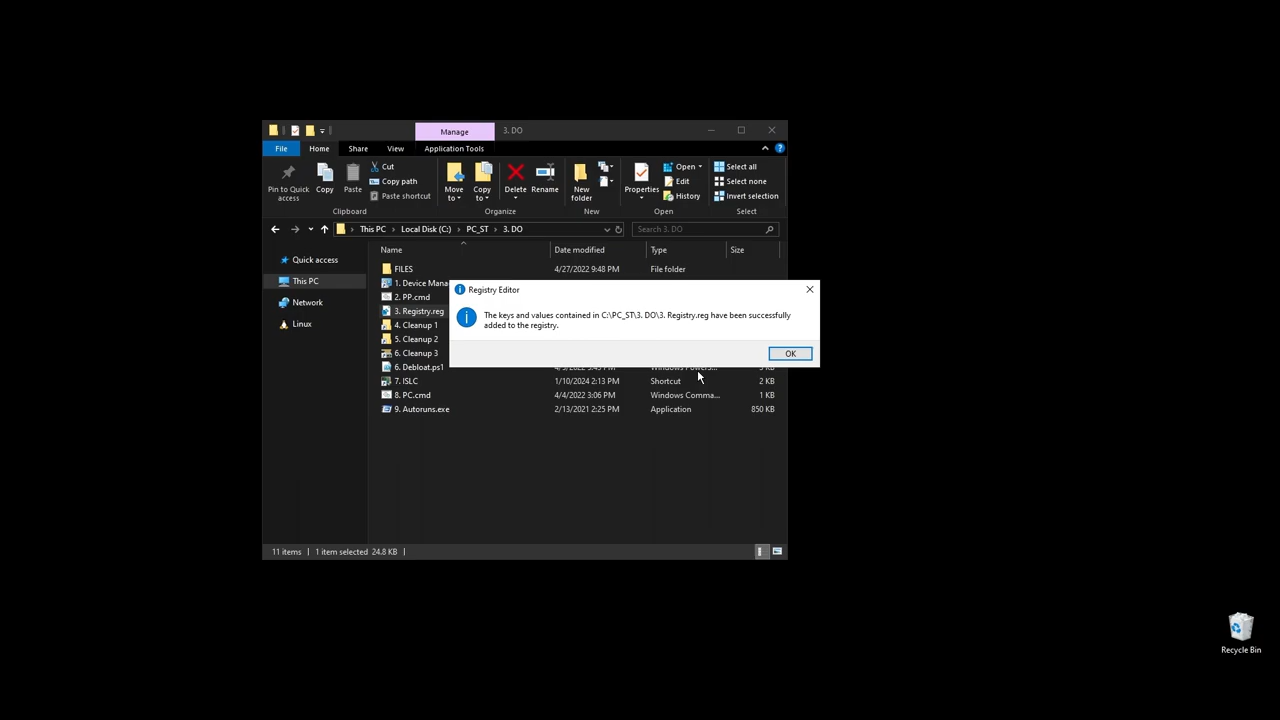 Manage
3. DO
File
Home
Share
View
Application Tools
Pin to Quick access
Copy
Paste
Cut
Copy path
Paste shortcut
Clipboard
Move to
Copy to
Delete
Rename
Organize
New folder
New
Properties
Open
Edit
History
Open
Select all
Select none
Invert selection
Select
This PC > Local Disk (C:) > PC_ST > 3. DO
Search 3. DO
Name
Date modified
Type
Size
Quick access
This PC
Network
Linux
FILES 4/27/2022 9:48 PM File folder
1. Device Mana
2. PP.cmd
3. Registry.reg
4. Cleanup 1
5. Cleanup 2
6. Cleanup 3
6. Debloat.ps1
7. ISLC 1/10/2024 2:13 PM Shortcut 2 KB
8. PC.cmd 4/4/2022 3:06 PM Windows Comma... 1 KB
9. Autoruns.exe 2/13/2021 2:25 PM Application 850 KB
Registry Editor
The keys and values contained in C:\PC_ST\3. DO\3. Registry.reg have been successfully
added to the registry.
OK
11 items
1 item selected 24.8 KB
Recycle Bin